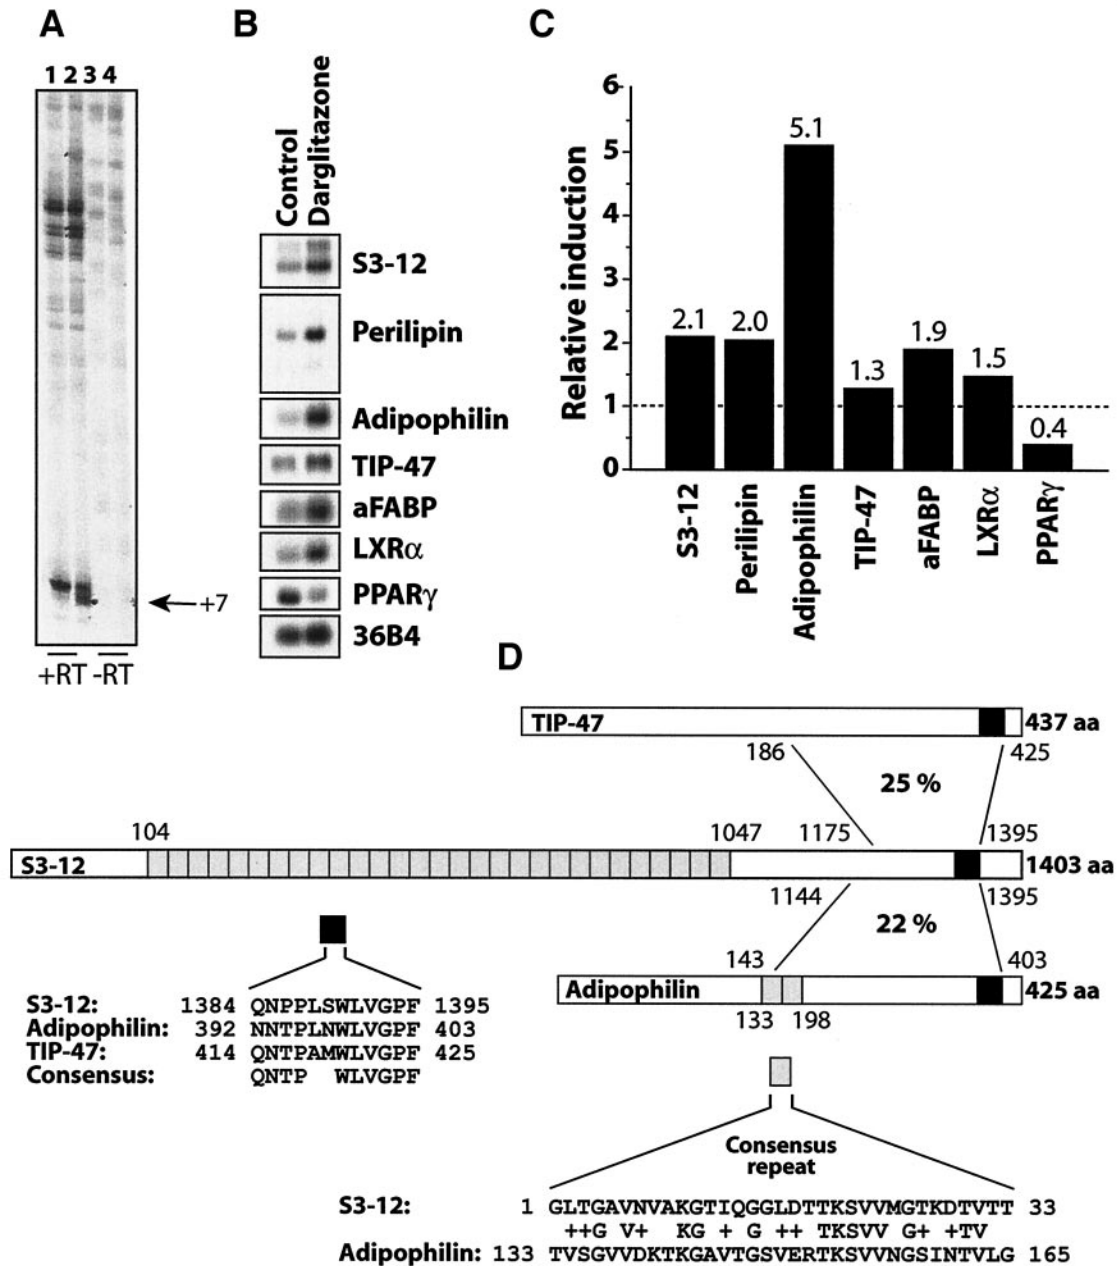 A
1 2 3 4
+7
+RT -RT
B
Control
Darglitazone
S3-12
Perilipin
Adipophilin
TIP-47
aFABP
LXRα
PPARγ
36B4
C
Relative induction
6
5
4
3
2
1
0
2.1
2.0
5.1
1.3
1.9
1.5
0.4
S3-12
Perilipin
Adipophilin
TIP-47
aFABP
LXRα
PPARγ
D
TIP-47 437 aa
186 425
25 %
104 1047 1175 1395
S3-12 1403 aa
1144 1395
22 %
143 403
Adipophilin 425 aa
133 198
S3-12: 1384 QNPPLSWLVGPF 1395
Adipophilin: 392 NNTPLNWLVGPF 403
TIP-47: 414 QNTPAMWLVGPF 425
Consensus: QNTP WLVGPF
Consensus
repeat
S3-12: 1 GLTGAVNVAKGTIQGGLDTTKSVVMGTKDTVTT 33
++G V+ KG + G ++ TKSVV G+ +TV
Adipophilin: 133 TVSGVVDKTKGAVTGSVERTKSVVNGSINTVLG 165